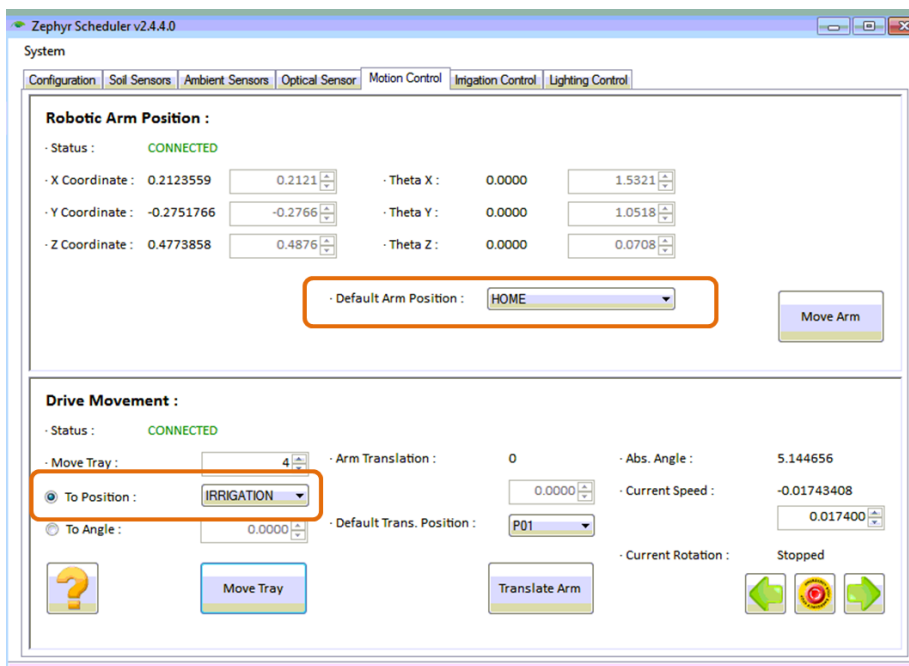 Zephyr Scheduler v2.4.4.0
System
Configuration Soil Sensors Ambient Sensors Optical Sensor Motion Control Irrigation Control Lighting Control
Robotic Arm Position :
· Status : CONNECTED
· X Coordinate : 0.2123559 0.2121 · Theta X : 0.0000 1.5321
· Y Coordinate : -0.2751766 -0.2766 · Theta Y : 0.0000 1.0518
· Z Coordinate : 0.4773858 0.4876 · Theta Z : 0.0000 0.0708
· Default Arm Position : HOME
Move Arm
Drive Movement :
· Status : CONNECTED
· Move Tray : 4 · Arm Translation : 0 · Abs. Angle : 5.144656
To Position : IRRIGATION 0.0000 · Current Speed : -0.01743408
0.017400
To Angle : 0.0000 · Default Trans. Position : P01
· Current Rotation : Stopped
Move Tray Translate Arm